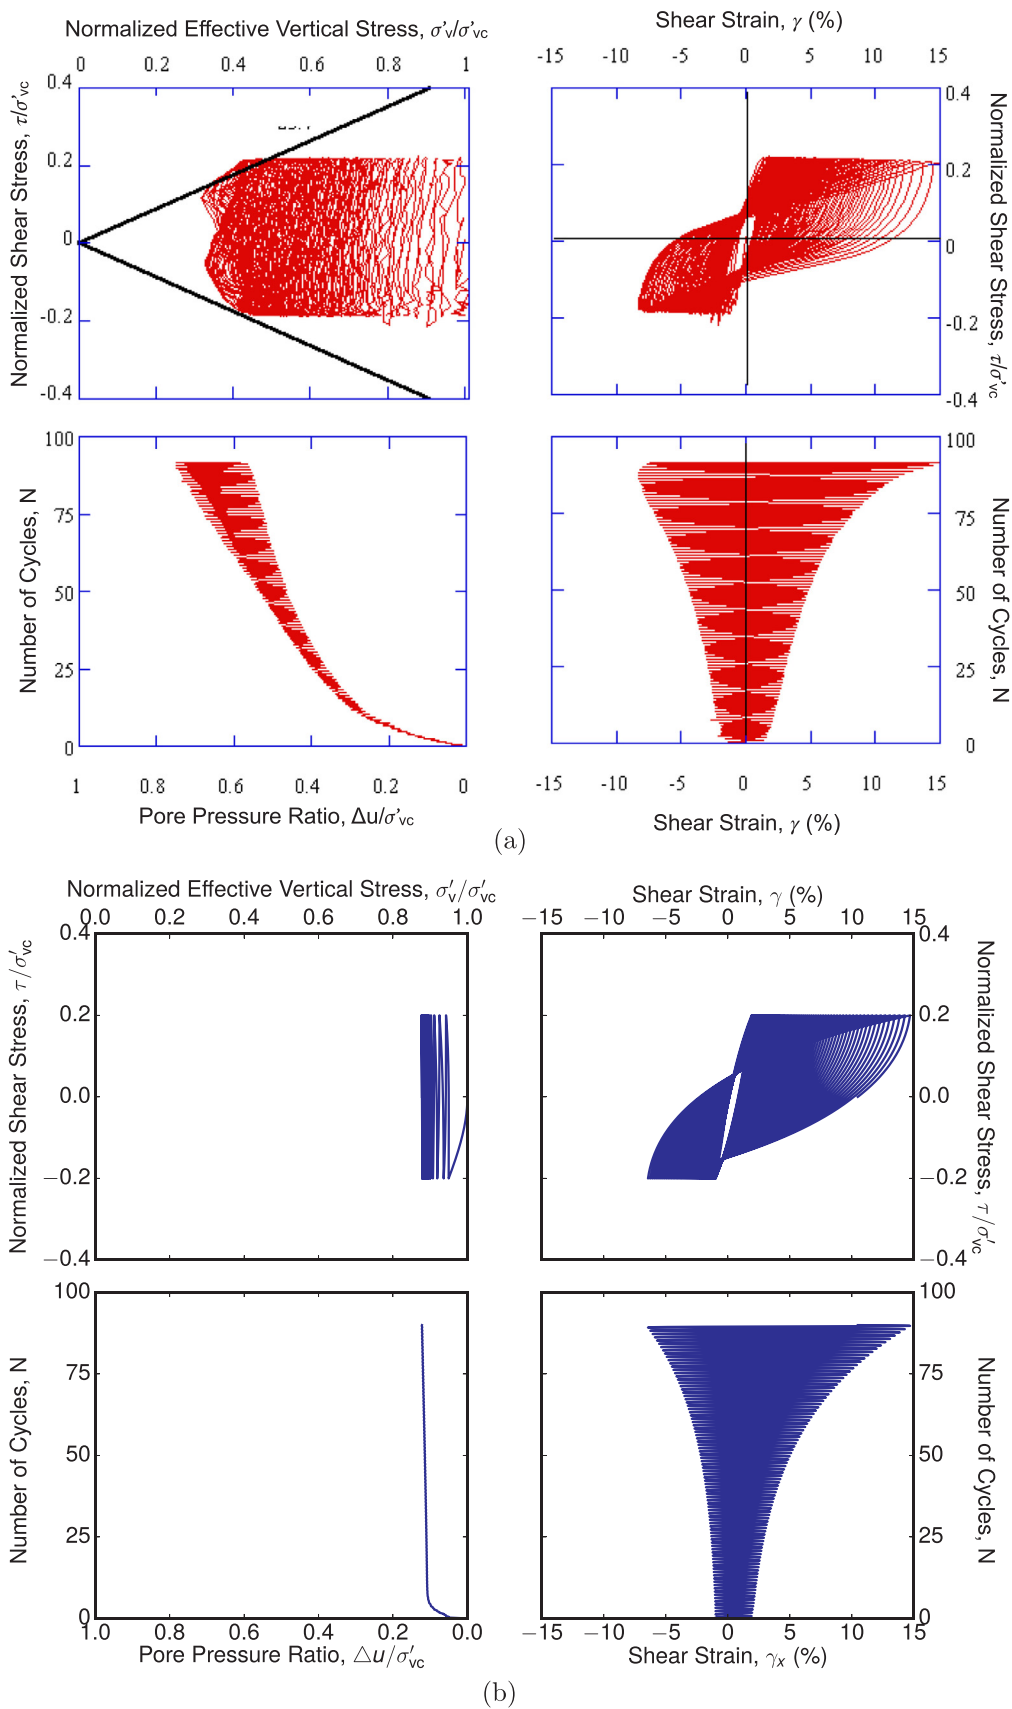 Normalized Effective Vertical Stress, σ'v/σ'vc
0 0.2 0.4 0.6 0.8 1
0.4
0.2
0
-0.2
-0.4
Normalized Shear Stress, τ/σ'vc
Shear Strain, γ (%)
-15 -10 -5 0 5 10 15
0.4
0.2
0
-0.2
-0.4
Normalized Shear Stress, τ/σ'vc
100
75
50
25
0
Number of Cycles, N
1 0.8 0.6 0.4 0.2 0
Pore Pressure Ratio, Δu/σ'vc
100
75
50
25
0
Number of Cycles, N
-15 -10 -5 0 5 10 15
Shear Strain, γ (%)
(a)
Normalized Effective Vertical Stress, σ′v/σ′vc
0.0 0.2 0.4 0.6 0.8 1.0
0.4
0.2
0.0
−0.2
−0.4
Normalized Shear Stress, τ/σ′vc
Shear Strain, γ (%)
−15 −10 −5 0 5 10 15
0.4
0.2
0.0
−0.2
−0.4
Normalized Shear Stress, τ/σ′vc
100
75
50
25
0
Number of Cycles, N
1.0 0.8 0.6 0.4 0.2 0.0
Pore Pressure Ratio, △u/σ′vc
100
75
50
25
0
Number of Cycles, N
−15 −10 −5 0 5 10 15
Shear Strain, γx (%)
(b)